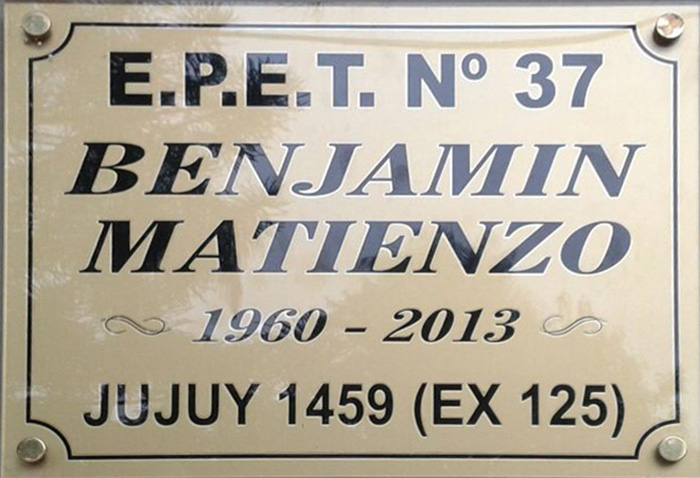 E.P.E.T. Nº 37
BENJAMIN
MATIENZO
1960 - 2013
JUJUY 1459 (EX 125)